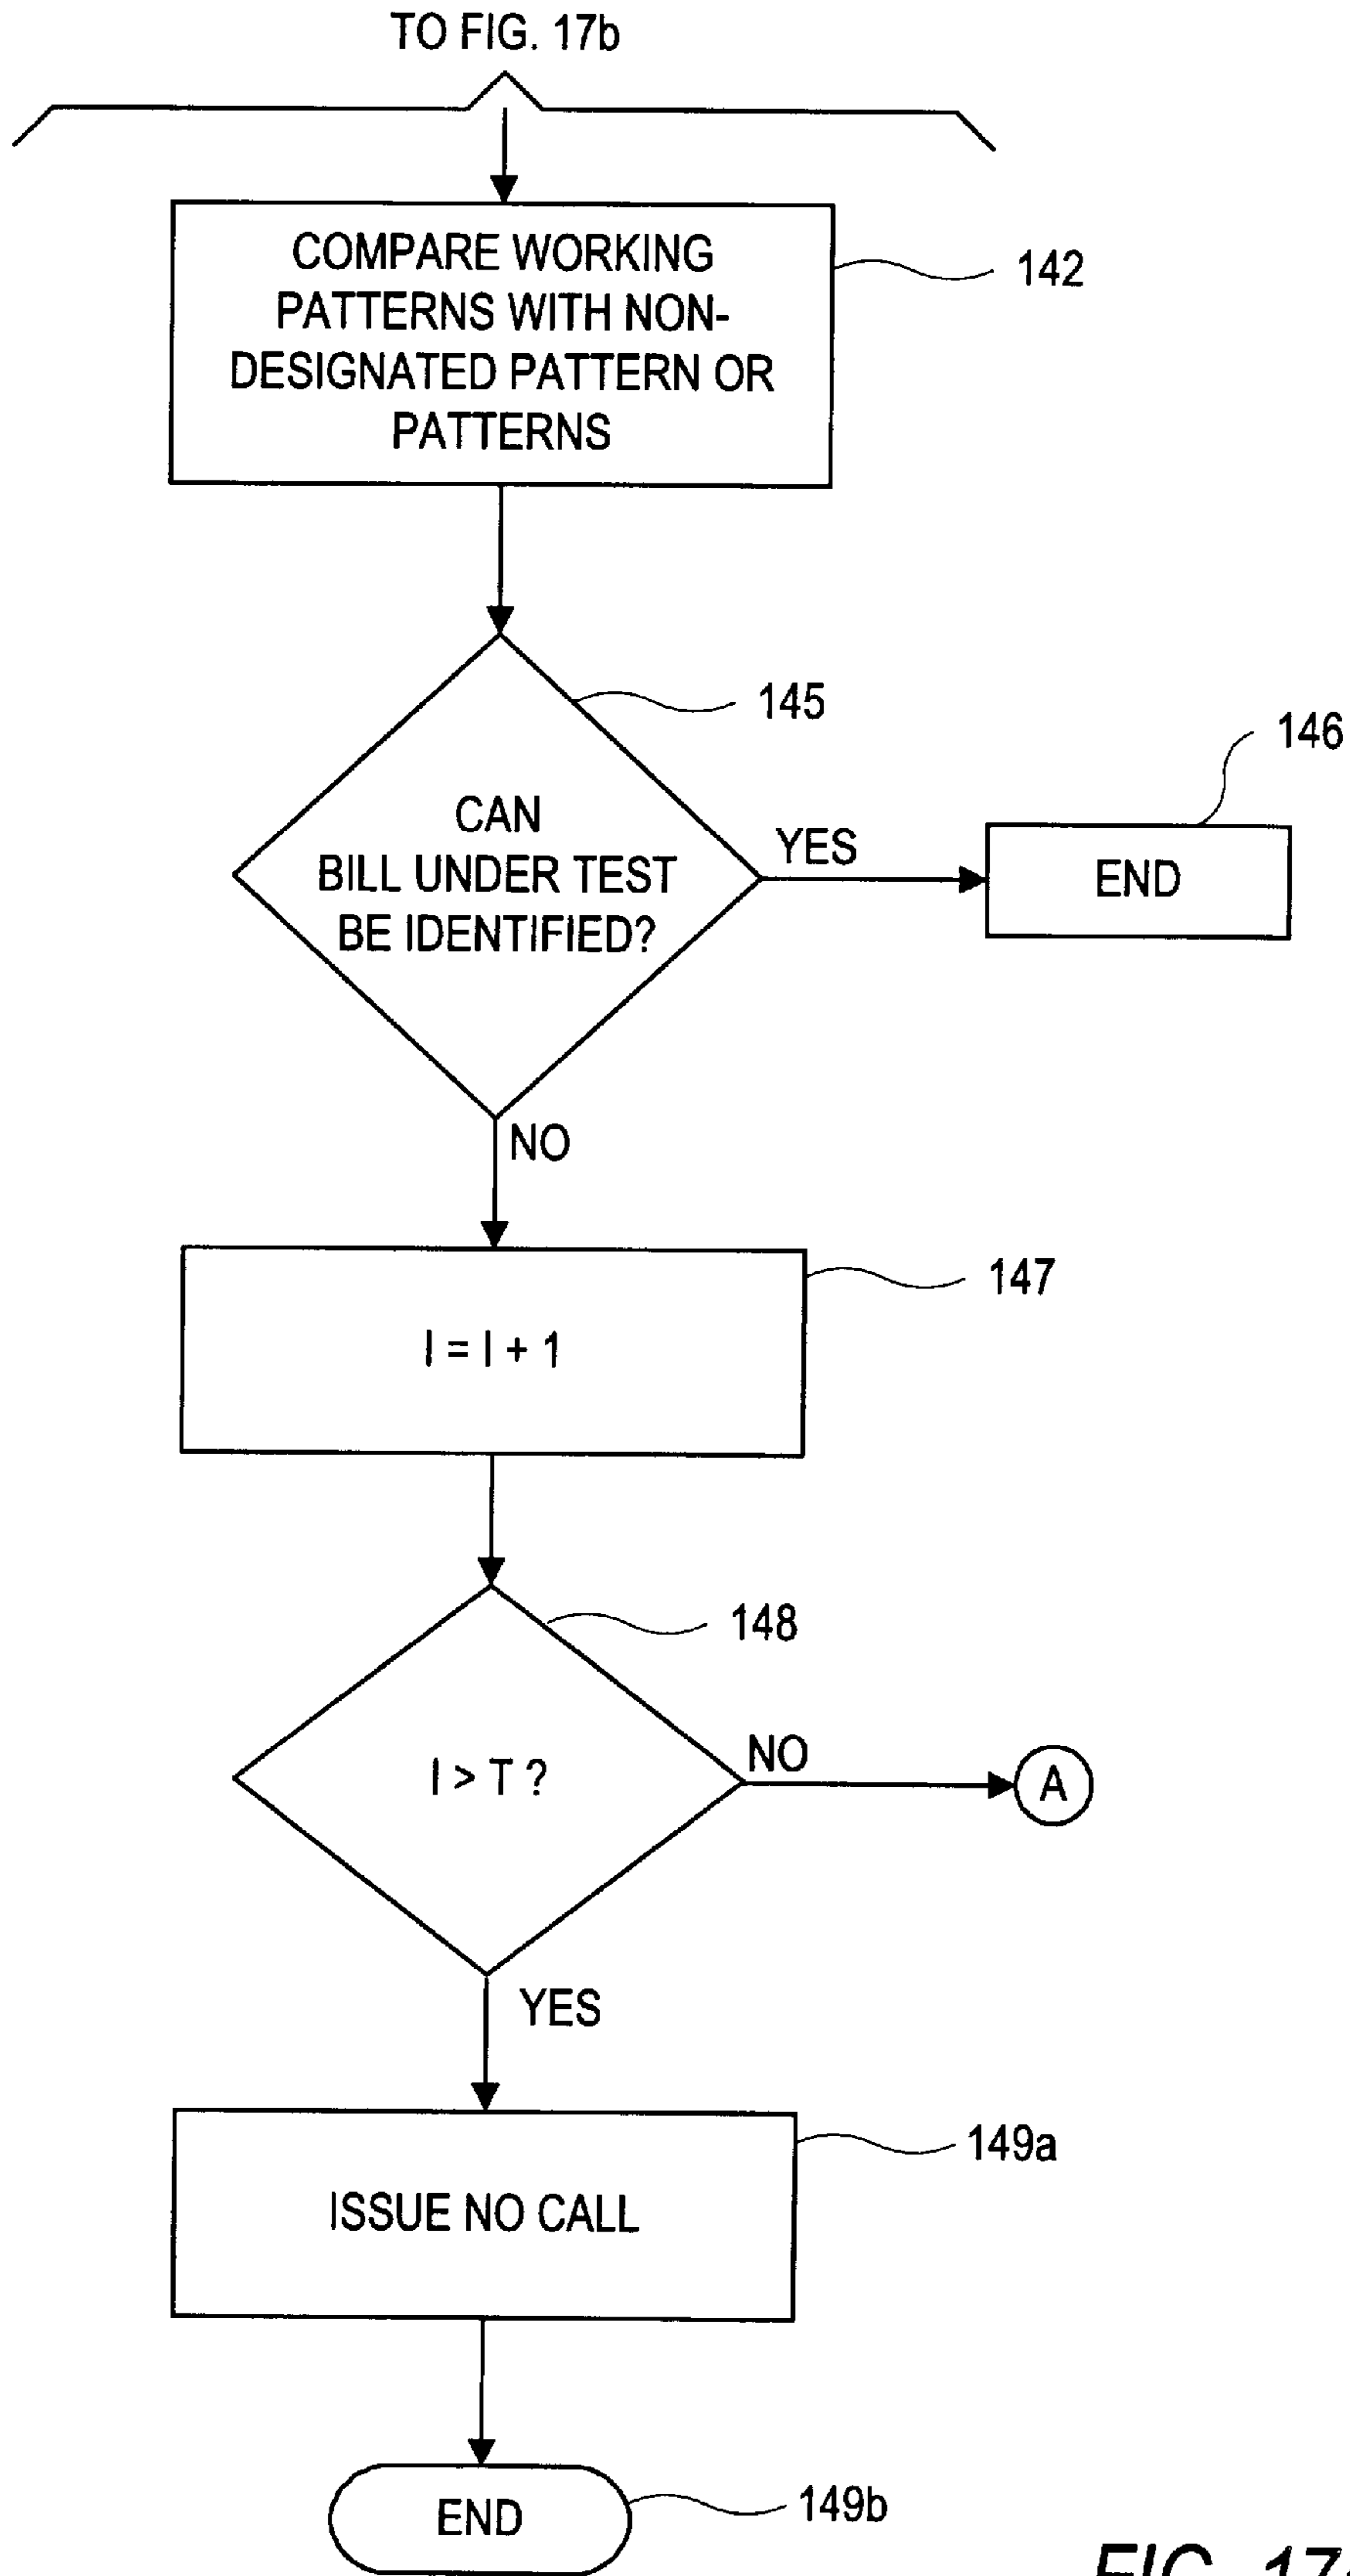 TO FIG. 17b
COMPARE WORKING
PATTERNS WITH NON-
DESIGNATED PATTERN OR
PATTERNS
142
145
146
CAN
BILL UNDER TEST
BE IDENTIFIED?
YES
END
NO
147
I = I + 1
148
I > T ?
NO
A
YES
149a
ISSUE NO CALL
END
149b
FIG.